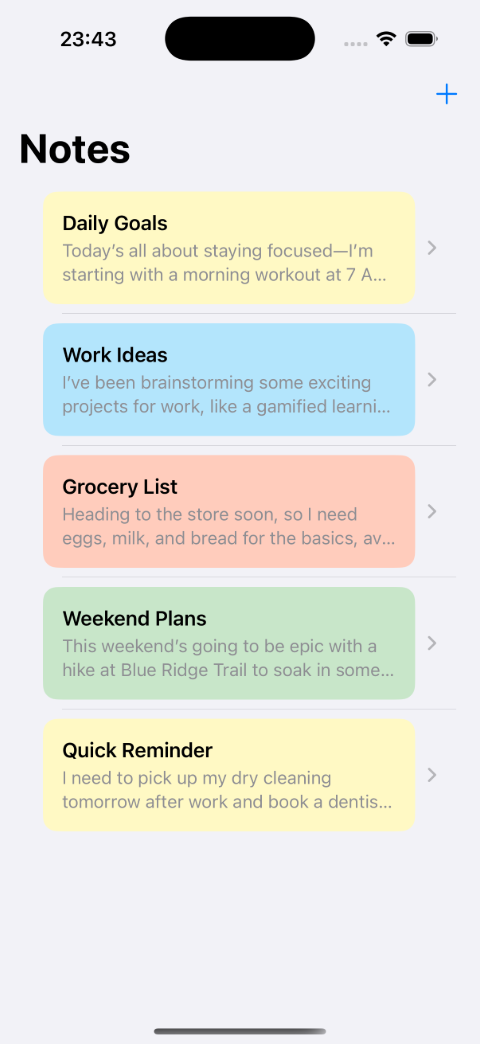 23:43
Notes
Daily Goals
Today’s all about staying focused—I’m
starting with a morning workout at 7 A...
Work Ideas
I’ve been brainstorming some exciting
projects for work, like a gamified learni...
Grocery List
Heading to the store soon, so I need
eggs, milk, and bread for the basics, av...
Weekend Plans
This weekend’s going to be epic with a
hike at Blue Ridge Trail to soak in some...
Quick Reminder
I need to pick up my dry cleaning
tomorrow after work and book a dentis...